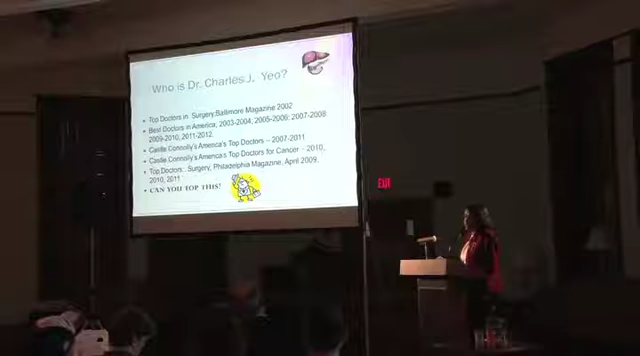 Who is Dr. Charles J. Yeo?
• Top Doctors in Surgery:Baltimore Magazine 2002
• Best Doctors in America, 2003-2004; 2005-2006; 2007-2008
2009-2010, 2011-2012.
• Castle Connolly's America's Top Doctors – 2007-2011
• Castle Connolly's America's Top Doctors for Cancer - 2010,
• Top Doctors: Surgery, Philadelphia Magazine; April 2009,
2010, 2011
• CAN YOU TOP THIS?
EXIT